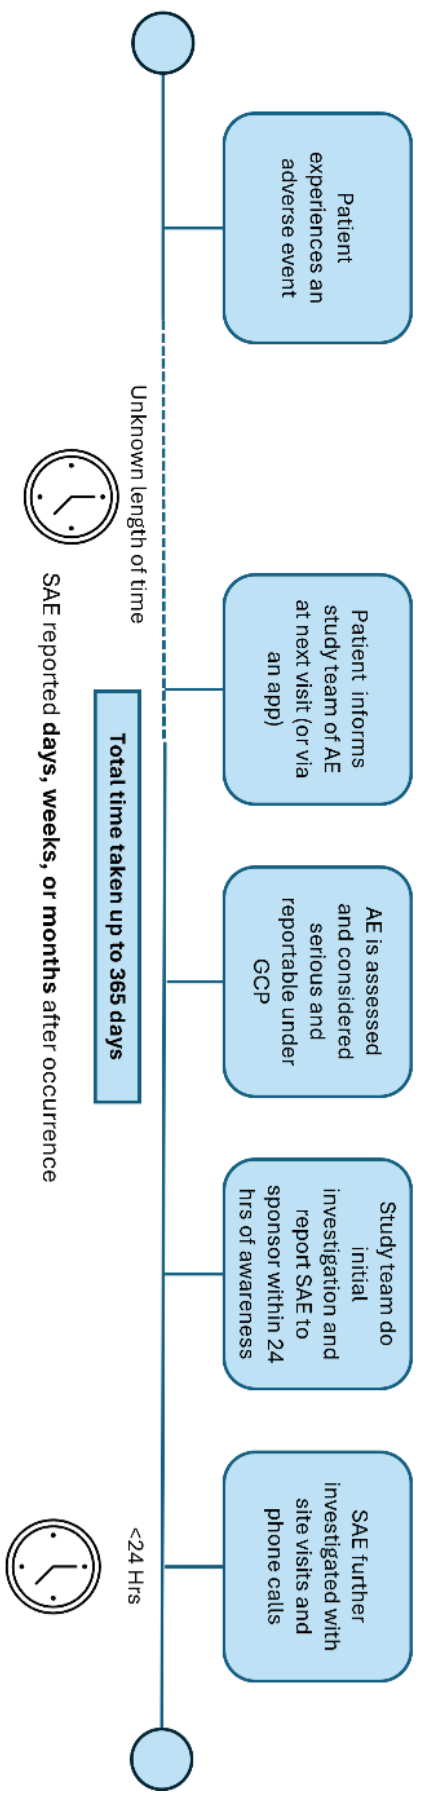 Patient
experiences an
adverse event
Patient informs
study team of AE
at next visit (or via
an app)
AE is assessed
and considered
serious and
reportable under
GCP
Study team do
initial
investigation and
report SAE to
sponsor within 24
hrs of awareness
SAE further
investigated with
site visits and
phone calls
Unknown length of time
<24 Hrs
Total time taken up to 365 days
SAE reported days, weeks, or months after occurrence